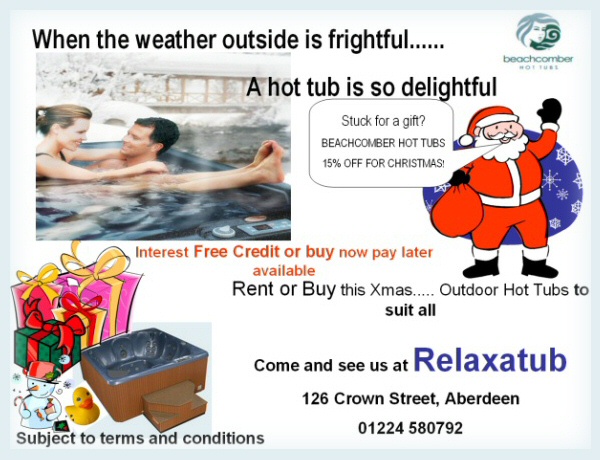 When the weather outside is frightful......
beachcomber
HOT TUBS
A hot tub is so delightful
Stuck for a gift?
BEACHCOMBER HOT TUBS
15% OFF FOR CHRISTMAS!
Interest Free Credit or buy now pay later
available
Rent or Buy this Xmas..... Outdoor Hot Tubs to
suit all
Come and see us at Relaxatub
126 Crown Street, Aberdeen
01224 580792
Subject to terms and conditions